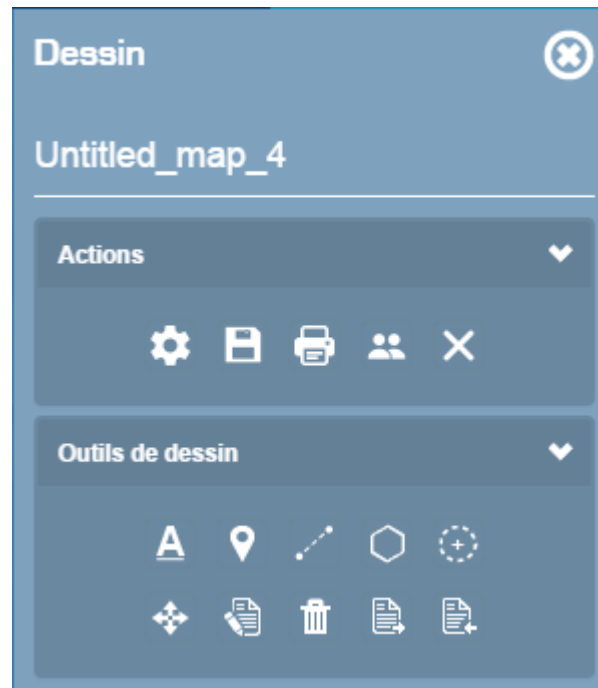 Dessin
Untitled_map_4
Actions
Outils de dessin
A